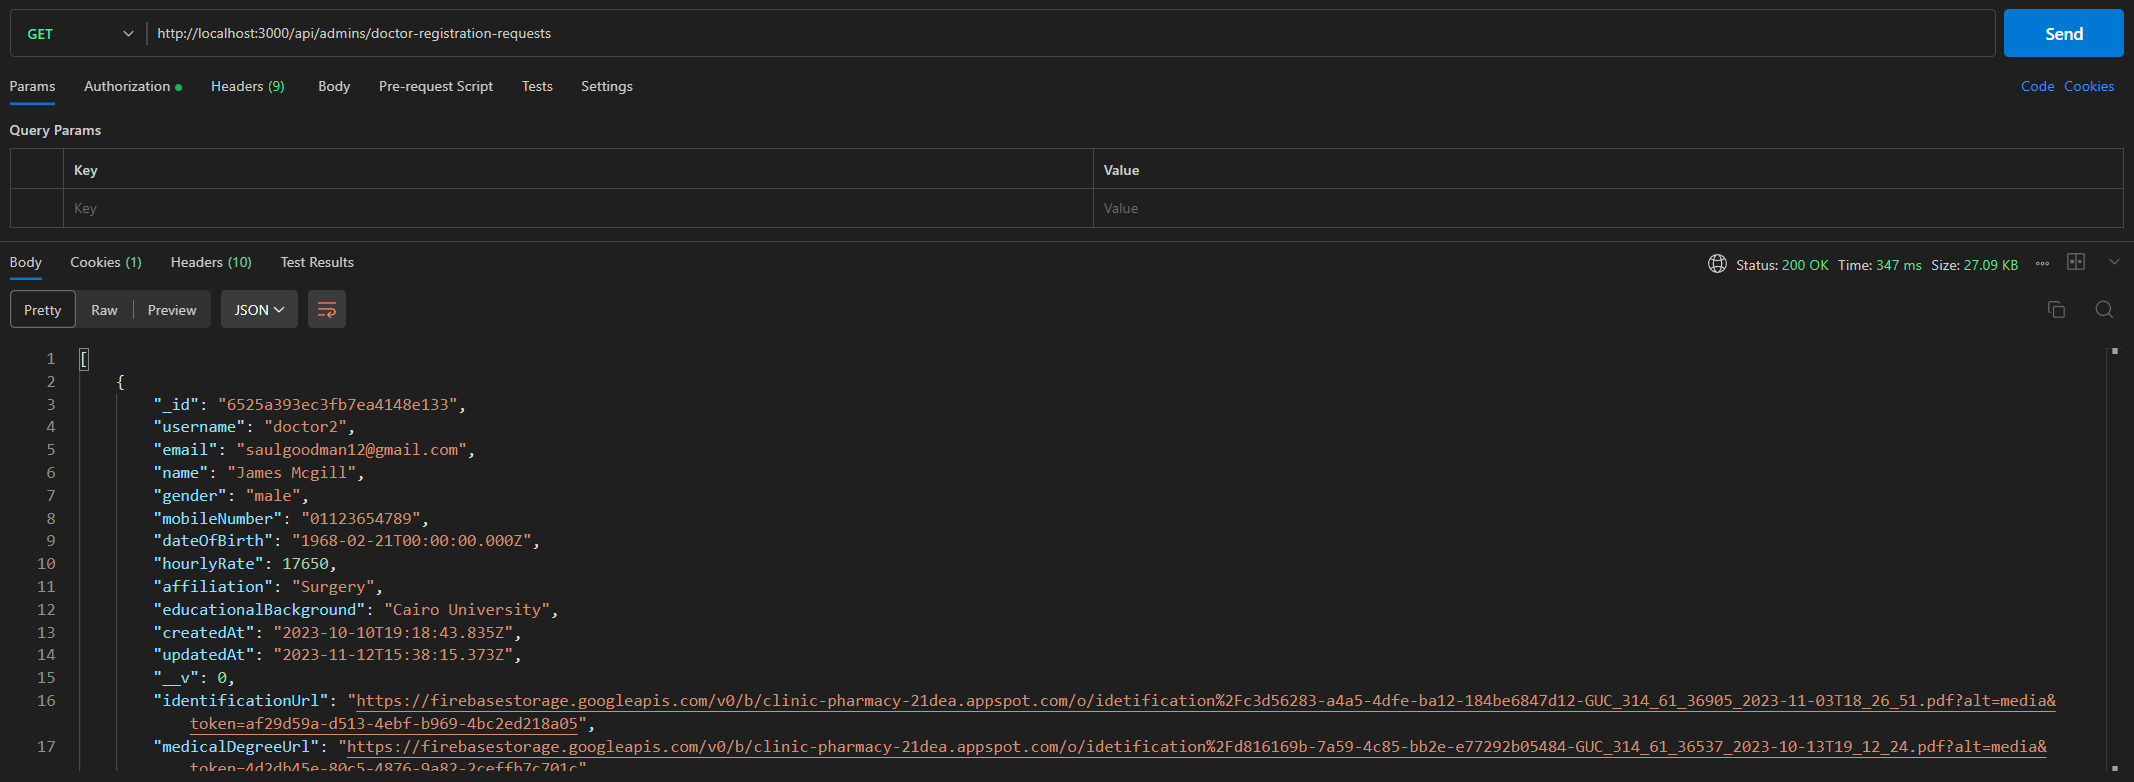 GET http://localhost:3000/api/admins/doctor-registration-requests Send
Params Authorization Headers (9) Body Pre-request Script Tests Settings Code Cookies
Query Params
Key Value
Key Value
Body Cookies (1) Headers (10) Test Results Status: 200 OK Time: 347 ms Size: 27.09 KB
Pretty Raw Preview JSON
1 [
2 {
3 "_id": "6525a393ec3fb7ea4148e133",
4 "username": "doctor2",
5 "email": "saulgoodman12@gmail.com",
6 "name": "James Mcgill",
7 "gender": "male",
8 "mobileNumber": "01123654789",
9 "dateOfBirth": "1968-02-21T00:00:00.000Z",
10 "hourlyRate": 17650,
11 "affiliation": "Surgery",
12 "educationalBackground": "Cairo University",
13 "createdAt": "2023-10-10T19:18:43.835Z",
14 "updatedAt": "2023-11-12T15:38:15.373Z",
15 "__v": 0,
16 "identificationUrl": "https://firebasestorage.googleapis.com/v0/b/clinic-pharmacy-21dea.appspot.com/o/idetification%2Fc3d56283-a4a5-4dfe-ba12-184be6847d12-GUC_314_61_36905_2023-11-03T18_26_51.pdf?alt=media&
token=af29d59a-d513-4ebf-b969-4bc2ed218a05",
17 "medicalDegreeUrl": "https://firebasestorage.googleapis.com/v0/b/clinic-pharmacy-21dea.appspot.com/o/idetification%2Fd816169b-7a59-4c85-bb2e-e77292b05484-GUC_314_61_36537_2023-10-13T19_12_24.pdf?alt=media&
token=4d2db45e-80c5-4876-9a82-2ceffb7c701c"